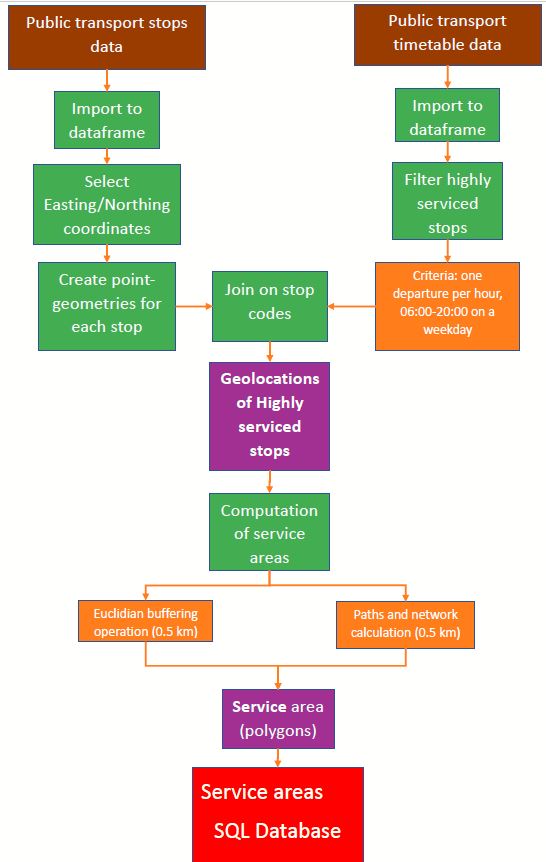 Public transport stops
data
Public transport
timetable data
Import to
dataframe
Import to
dataframe
Select
Easting/Northing
coordinates
Filter highly
serviced
stops
Create point-
geometries for
each stop
Join on stop
codes
Criteria: one
departure per hour,
06:00-20:00 on a
weekday
Geolocations
of Highly
serviced
stops
Computation
of service
areas
Euclidian buffering
operation (0.5 km)
Paths and network
calculation (0.5 km)
Service area
(polygons)
Service areas
SQL Database